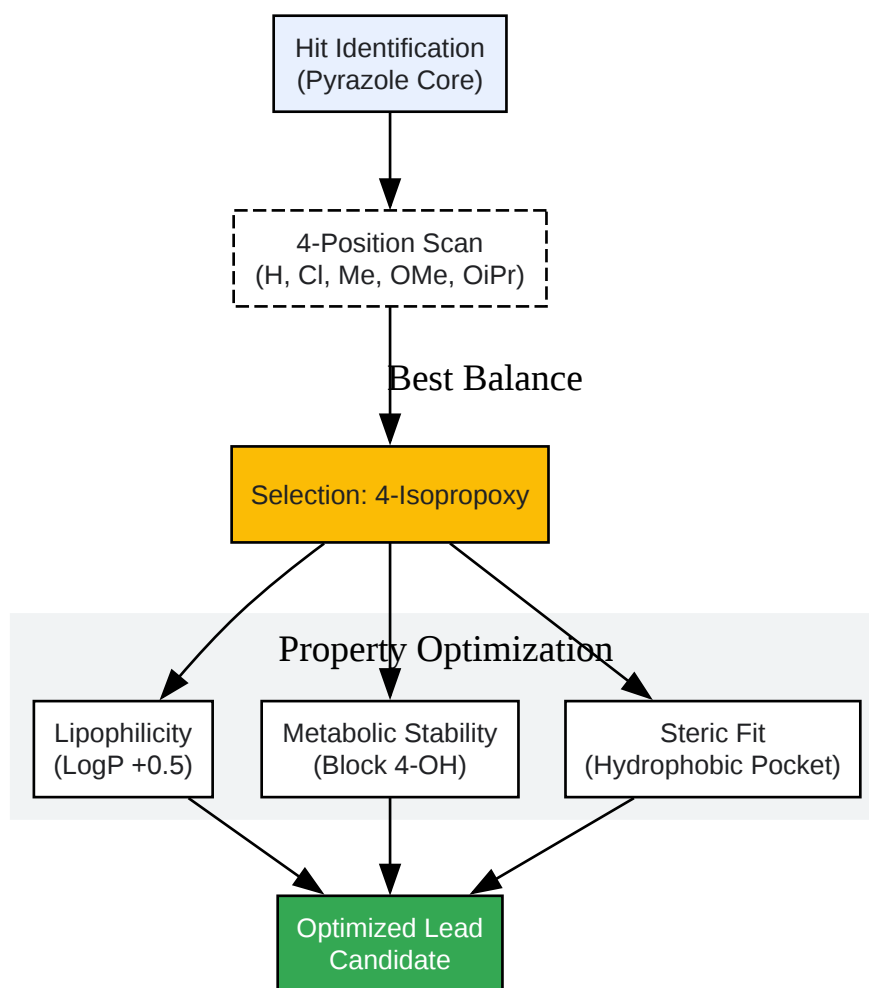 Hit Identification
(Pyrazole Core)
4-Position Scan
(H, Cl, Me, OMe, OiPr)
Best Balance
Selection: 4-Isopropoxy
Property Optimization
Lipophilicity
(LogP +0.5)
Metabolic Stability
(Block 4-OH)
Steric Fit
(Hydrophobic Pocket)
Optimized Lead
Candidate